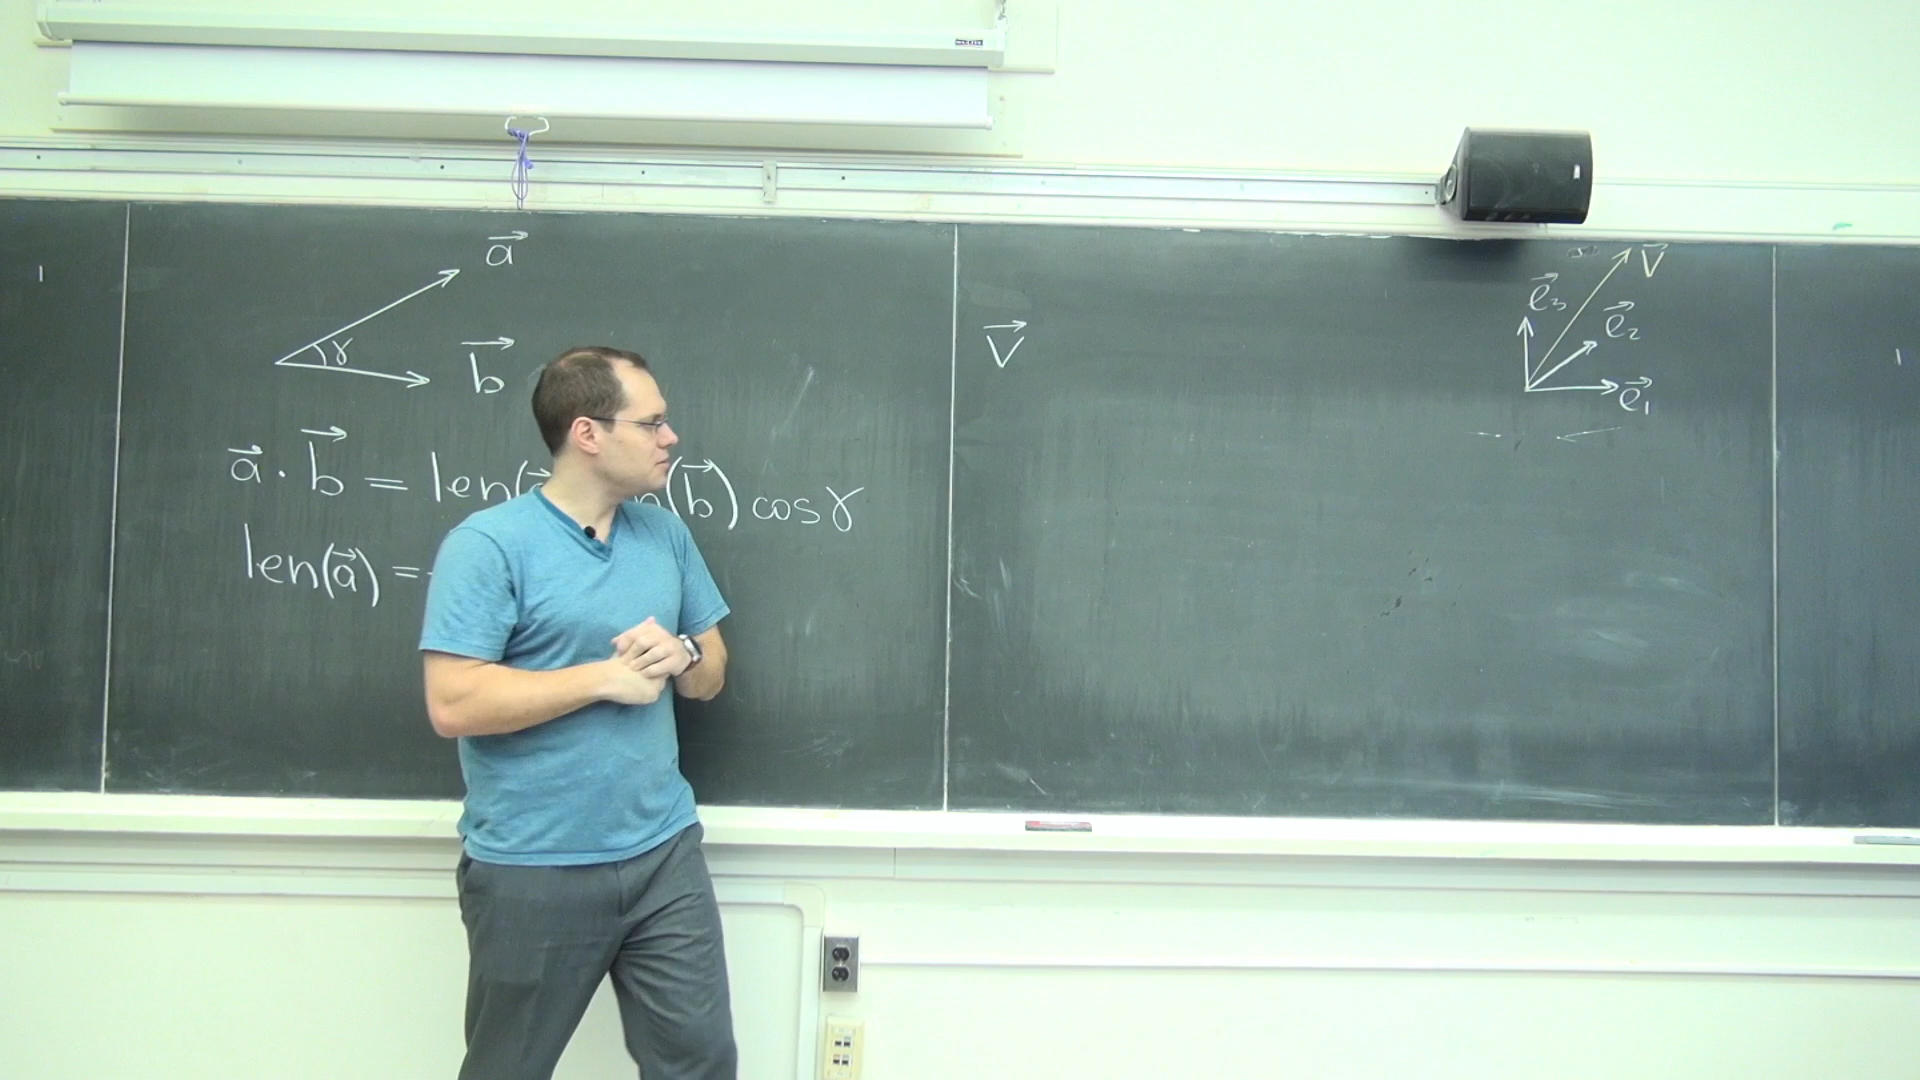 a⃗
γ
b⃗
a⃗ · b⃗ = len(a⃗ n(b⃗) cos γ
len(a⃗) =
v⃗
v⃗
e⃗₃
e⃗₂
e⃗₁